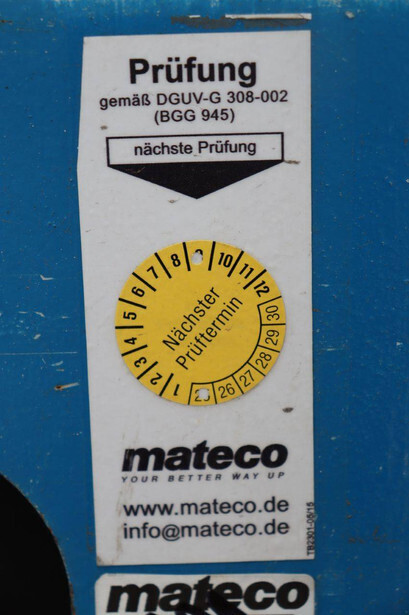 Prüfung
gemäß DGUV-G 308-002
(BGG 945)
nächste Prüfung
1 2 3 4 5 6 7 8 9 10 11 12
Nächster
Prüftermin
26 27 28 29 30
mateco
YOUR BETTER WAY UP
www.mateco.de
info@mateco.de
mateco